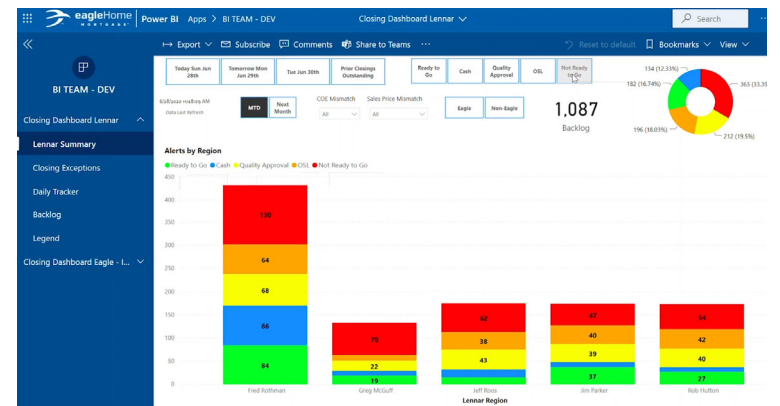 eagleHome
MORTGAGE
Power BI Apps > BI TEAM - DEV
Closing Dashboard Lennar
Search
Export
Subscribe
Comments
Share to Teams
Reset to default
Bookmarks
View
BI TEAM - DEV
Closing Dashboard Lennar
Lennar Summary
Closing Exceptions
Daily Tracker
Backlog
Legend
Closing Dashboard Eagle - I...
Today Sun Jun
28th
Tomorrow Mon
Jun 29th
Tue Jun 30th
Prior Closings
Outstanding
Ready to
Go
Cash
Quality
Approval
OSL
Not Ready
to Go
Data Last Refresh
MTD
Next
Month
COE Mismatch
All
Sales Price Mismatch
All
Eagle
Non-Eagle
1,087
Backlog
134 (12.33%)
182 (16.74%)
196 (18.03%)
212 (19.5%)
363 (33.39
Alerts by Region
Ready to Go Cash Quality Approval OSL Not Ready to Go
450
400
350
300
250
200
150
100
50
0
130
64
68
86
84
70
22
19
62
38
43
47
40
39
37
54
42
40
27
Fred Rothman
Greg McGuff
Jeff Roos
Jim Parker
Rob Hutton
Lennar Region